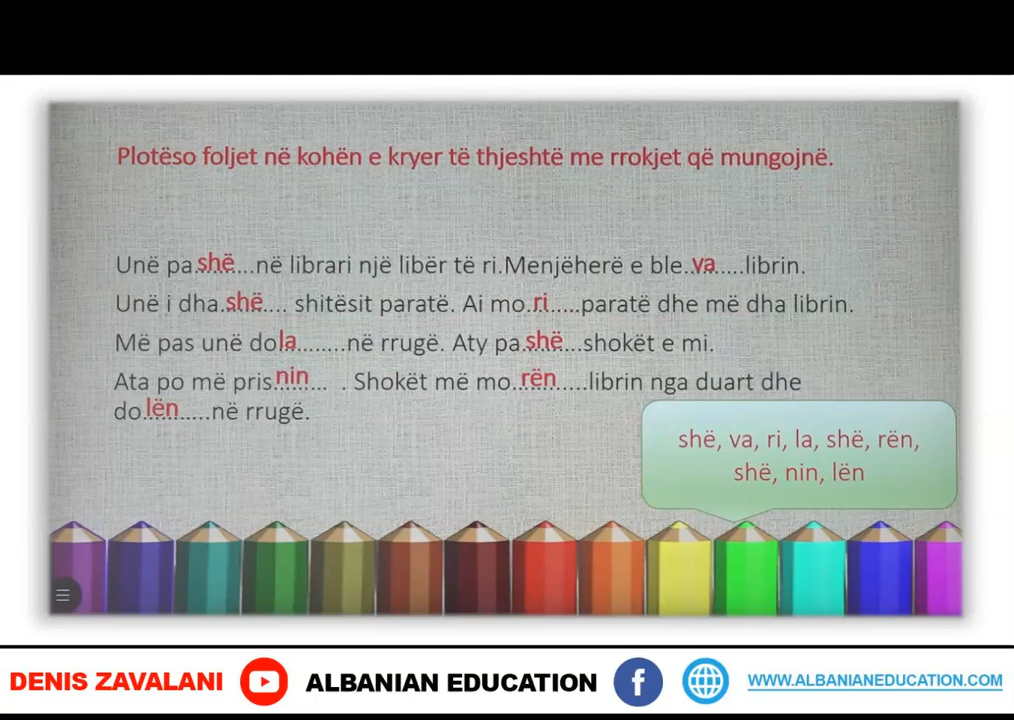 Plotëso foljet në kohën e kryer të thjeshtë me rrokjet që mungojnë.
Unë pa.shë...në librari një libër të ri.Menjëherë e ble..va.....librin.
Unë i dha.shë.... shitësit paratë. Ai mo.ri.....paratë dhe më dha librin.
Më pas unë dola........në rrugë. Aty pa.shë...shokët e mi.
Ata po më pris.nin... . Shokët më mo..rën.....librin nga duart dhe
do.lën.....në rrugë.
shë, va, ri, la, shë, rën,
shë, nin, lën
DENIS ZAVALANI ALBANIAN EDUCATION f WWW.ALBANIANEDUCATION.COM